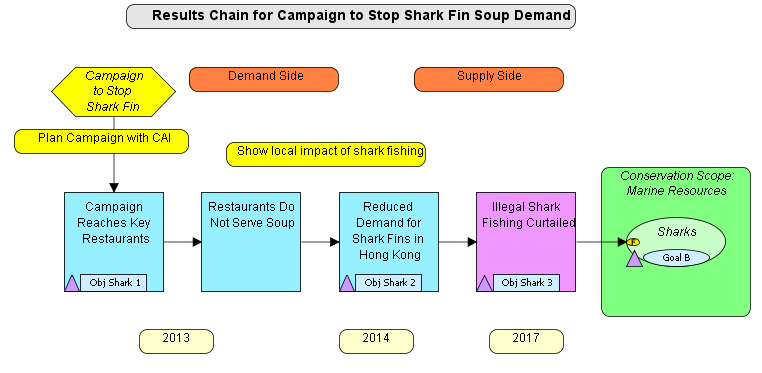 Results Chain for Campaign to Stop Shark Fin Soup Demand
Campaign
to Stop
Shark Fin
Demand Side
Supply Side
Plan Campaign with CAI
Show local impact of shark fishing
Campaign
Reaches Key
Restaurants
Obj Shark 1
Restaurants Do
Not Serve Soup
Reduced
Demand for
Shark Fins in
Hong Kong
Obj Shark 2
Illegal Shark
Fishing Curtailed
Obj Shark 3
Conservation Scope:
Marine Resources
Sharks
F
Goal B
2013
2014
2017